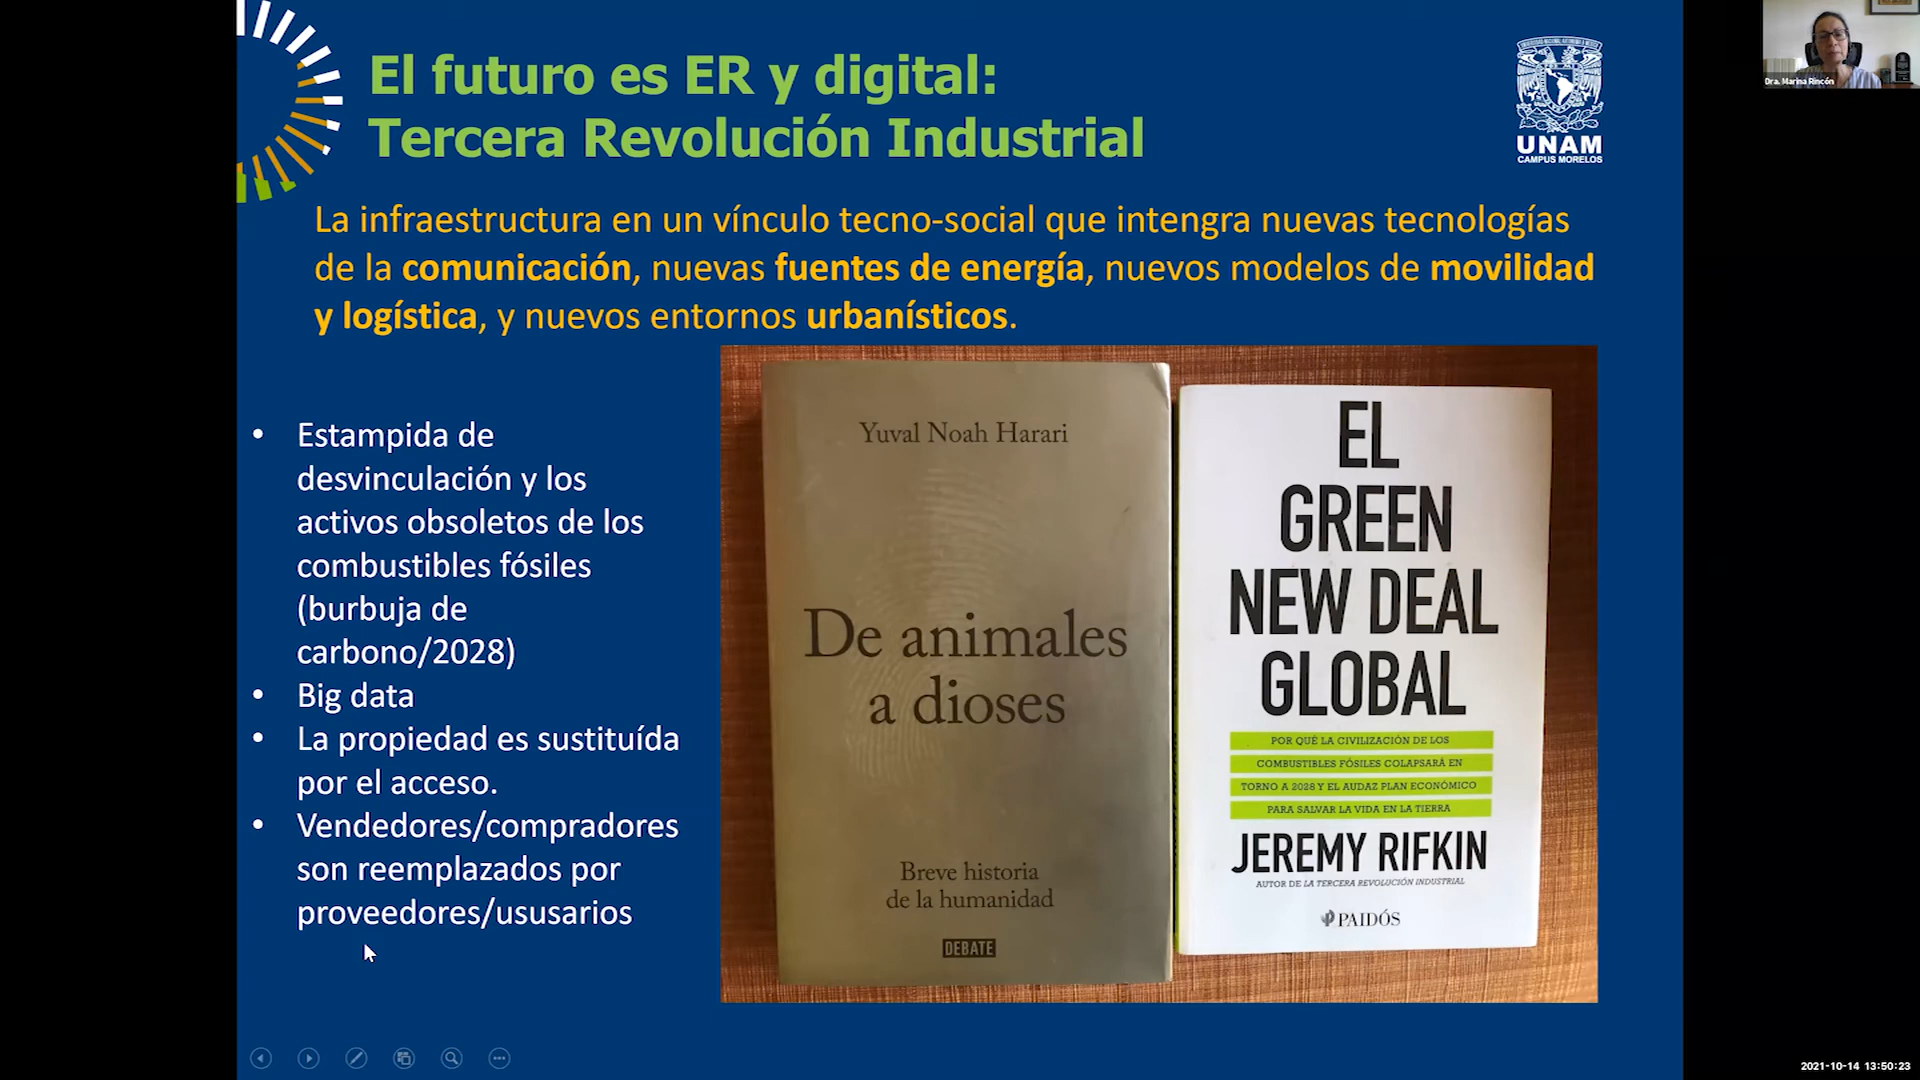 El futuro es ER y digital:
Tercera Revolución Industrial
UNAM
CAMPUS MORELOS
Dra. Marina Rincón
La infraestructura en un vínculo tecno-social que intengra nuevas tecnologías
de la comunicación, nuevas fuentes de energía, nuevos modelos de movilidad
y logística, y nuevos entornos urbanísticos.
• Estampida de
desvinculación y los
activos obsoletos de los
combustibles fósiles
(burbuja de
carbono/2028)
• Big data
• La propiedad es sustituída
por el acceso.
• Vendedores/compradores
son reemplazados por
proveedores/ususarios
Yuval Noah Harari
De animales
a dioses
Breve historia
de la humanidad
DEBATE
EL
GREEN
NEW DEAL
GLOBAL
POR QUÉ LA CIVILIZACIÓN DE LOS
COMBUSTIBLES FÓSILES COLAPSARÁ EN
TORNO A 2028 Y EL AUDAZ PLAN ECONÓMICO
PARA SALVAR LA VIDA EN LA TIERRA
JEREMY RIFKIN
AUTOR DE LA TERCERA REVOLUCIÓN INDUSTRIAL
PAIDÓS
2021-10-14 13:50:23